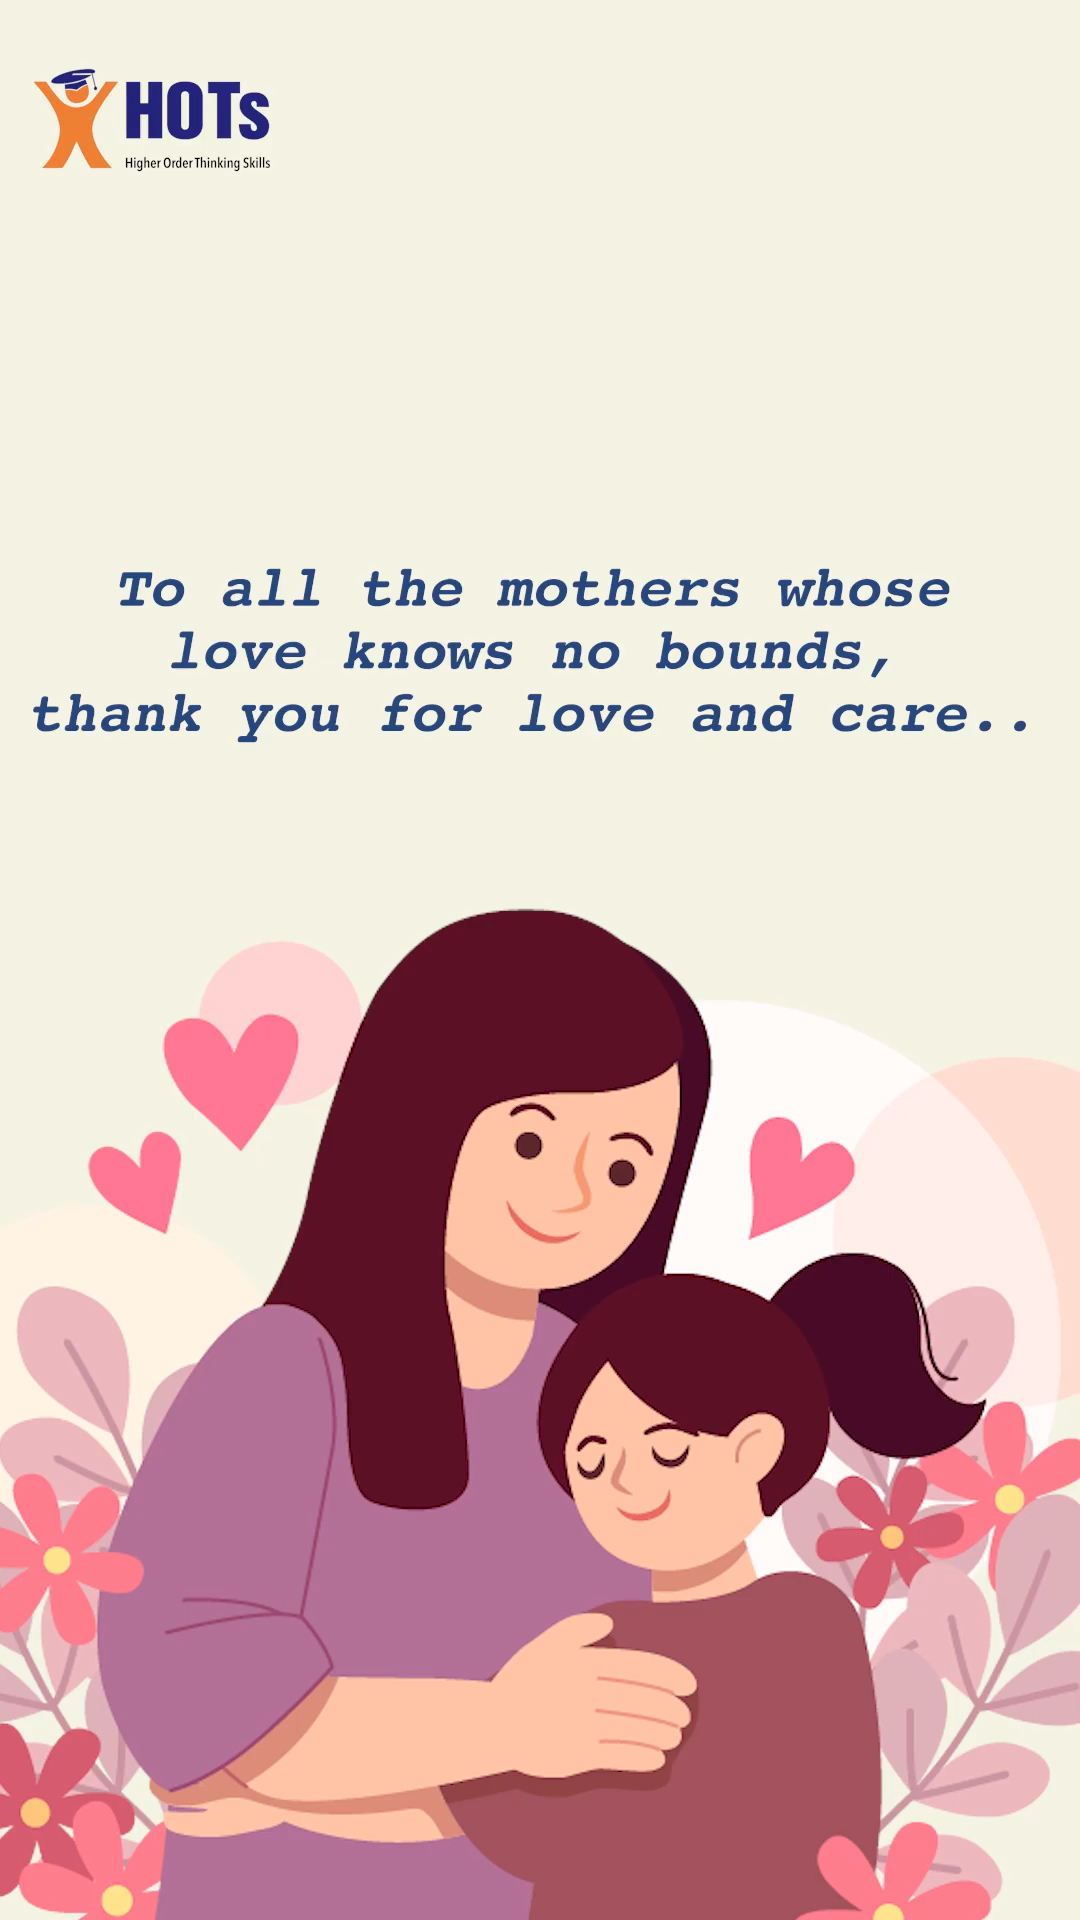 HOTs
Higher Order Thinking Skills
To all the mothers whose
love knows no bounds,
thank you for love and care..